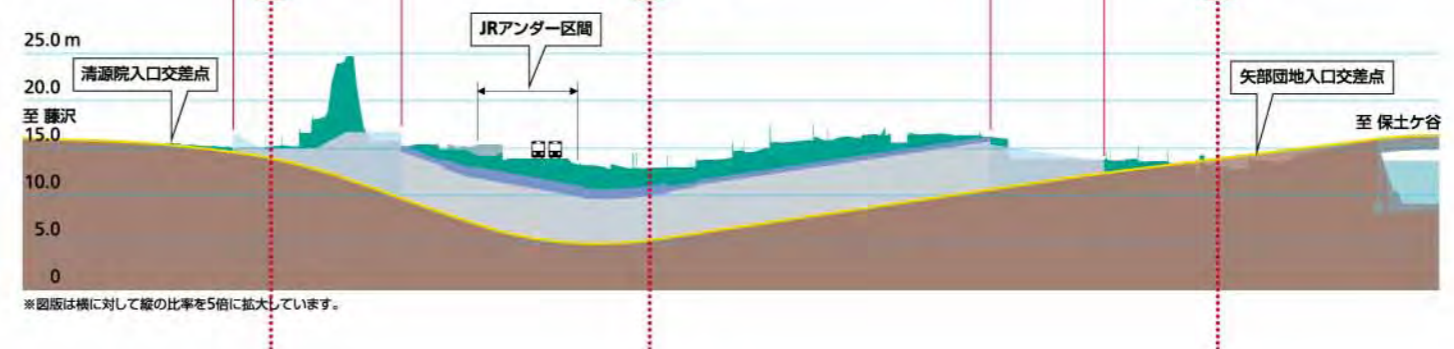 JRアンダー区間
25.0 m
清源院入口交差点
矢部団地入口交差点
20.0
至 藤沢
至 保土ケ谷
15.0
10.0
5.0
0
※図版は横に対して縦の比率を5倍に拡大しています。